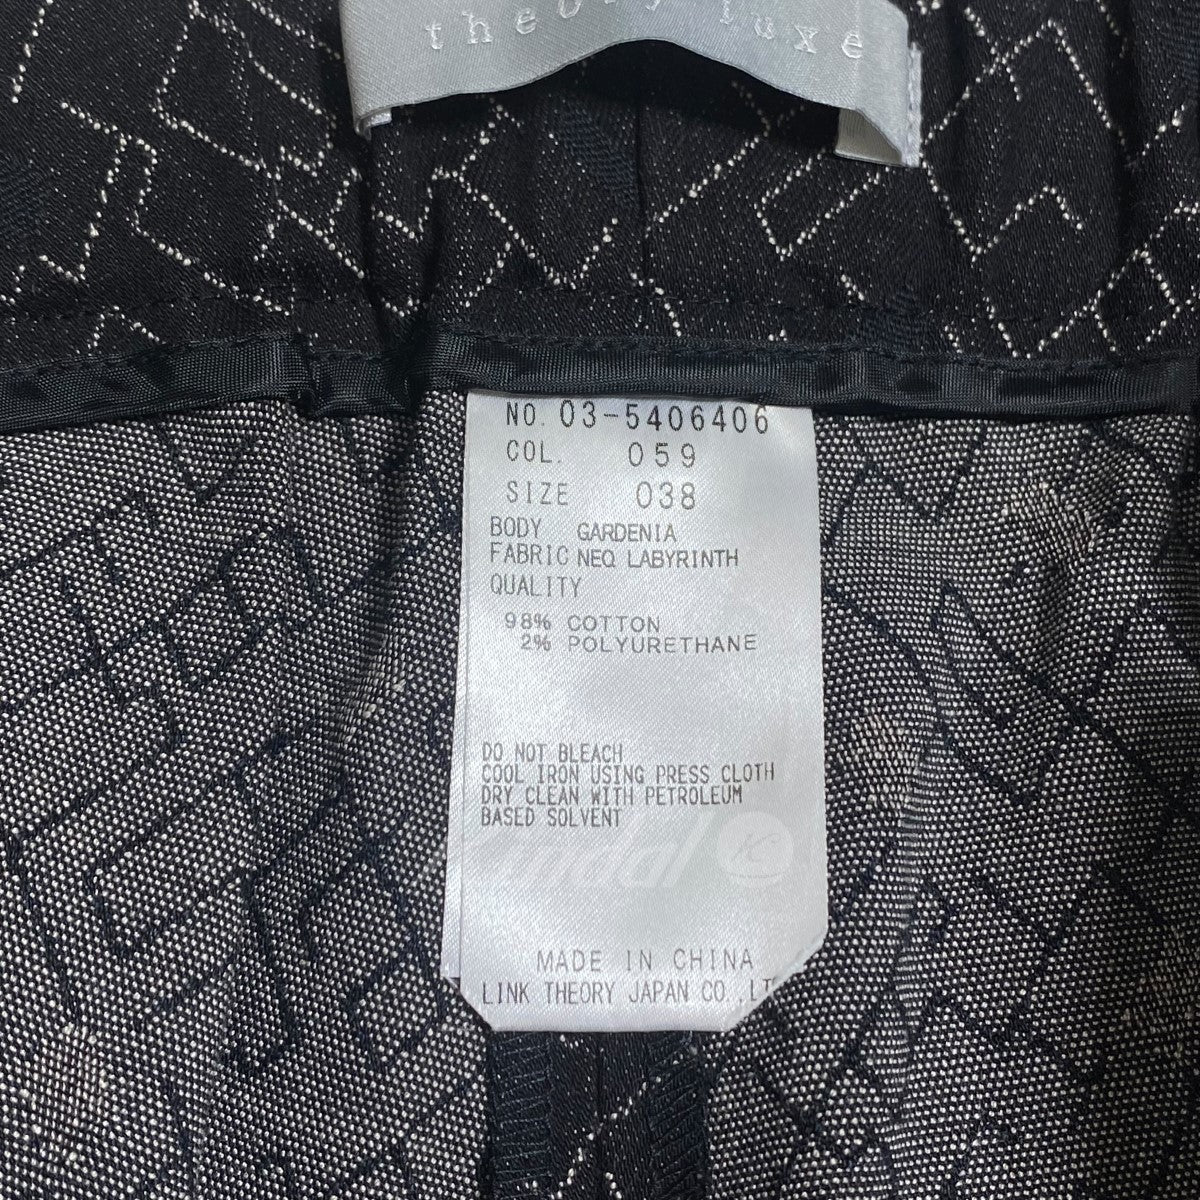 theory luxe
NO. 03-5406406
COL. 059
SIZE 038
BODY GARDENIA
FABRIC NEO LABYRINTH
QUALITY
98% COTTON
2% POLYURETHANE
DO NOT BLEACH
COOL IRON USING PRESS CLOTH
DRY CLEAN WITH PETROLEUM
BASED SOLVENT
MADE IN CHINA
LINK THEORY JAPAN CO.,LT